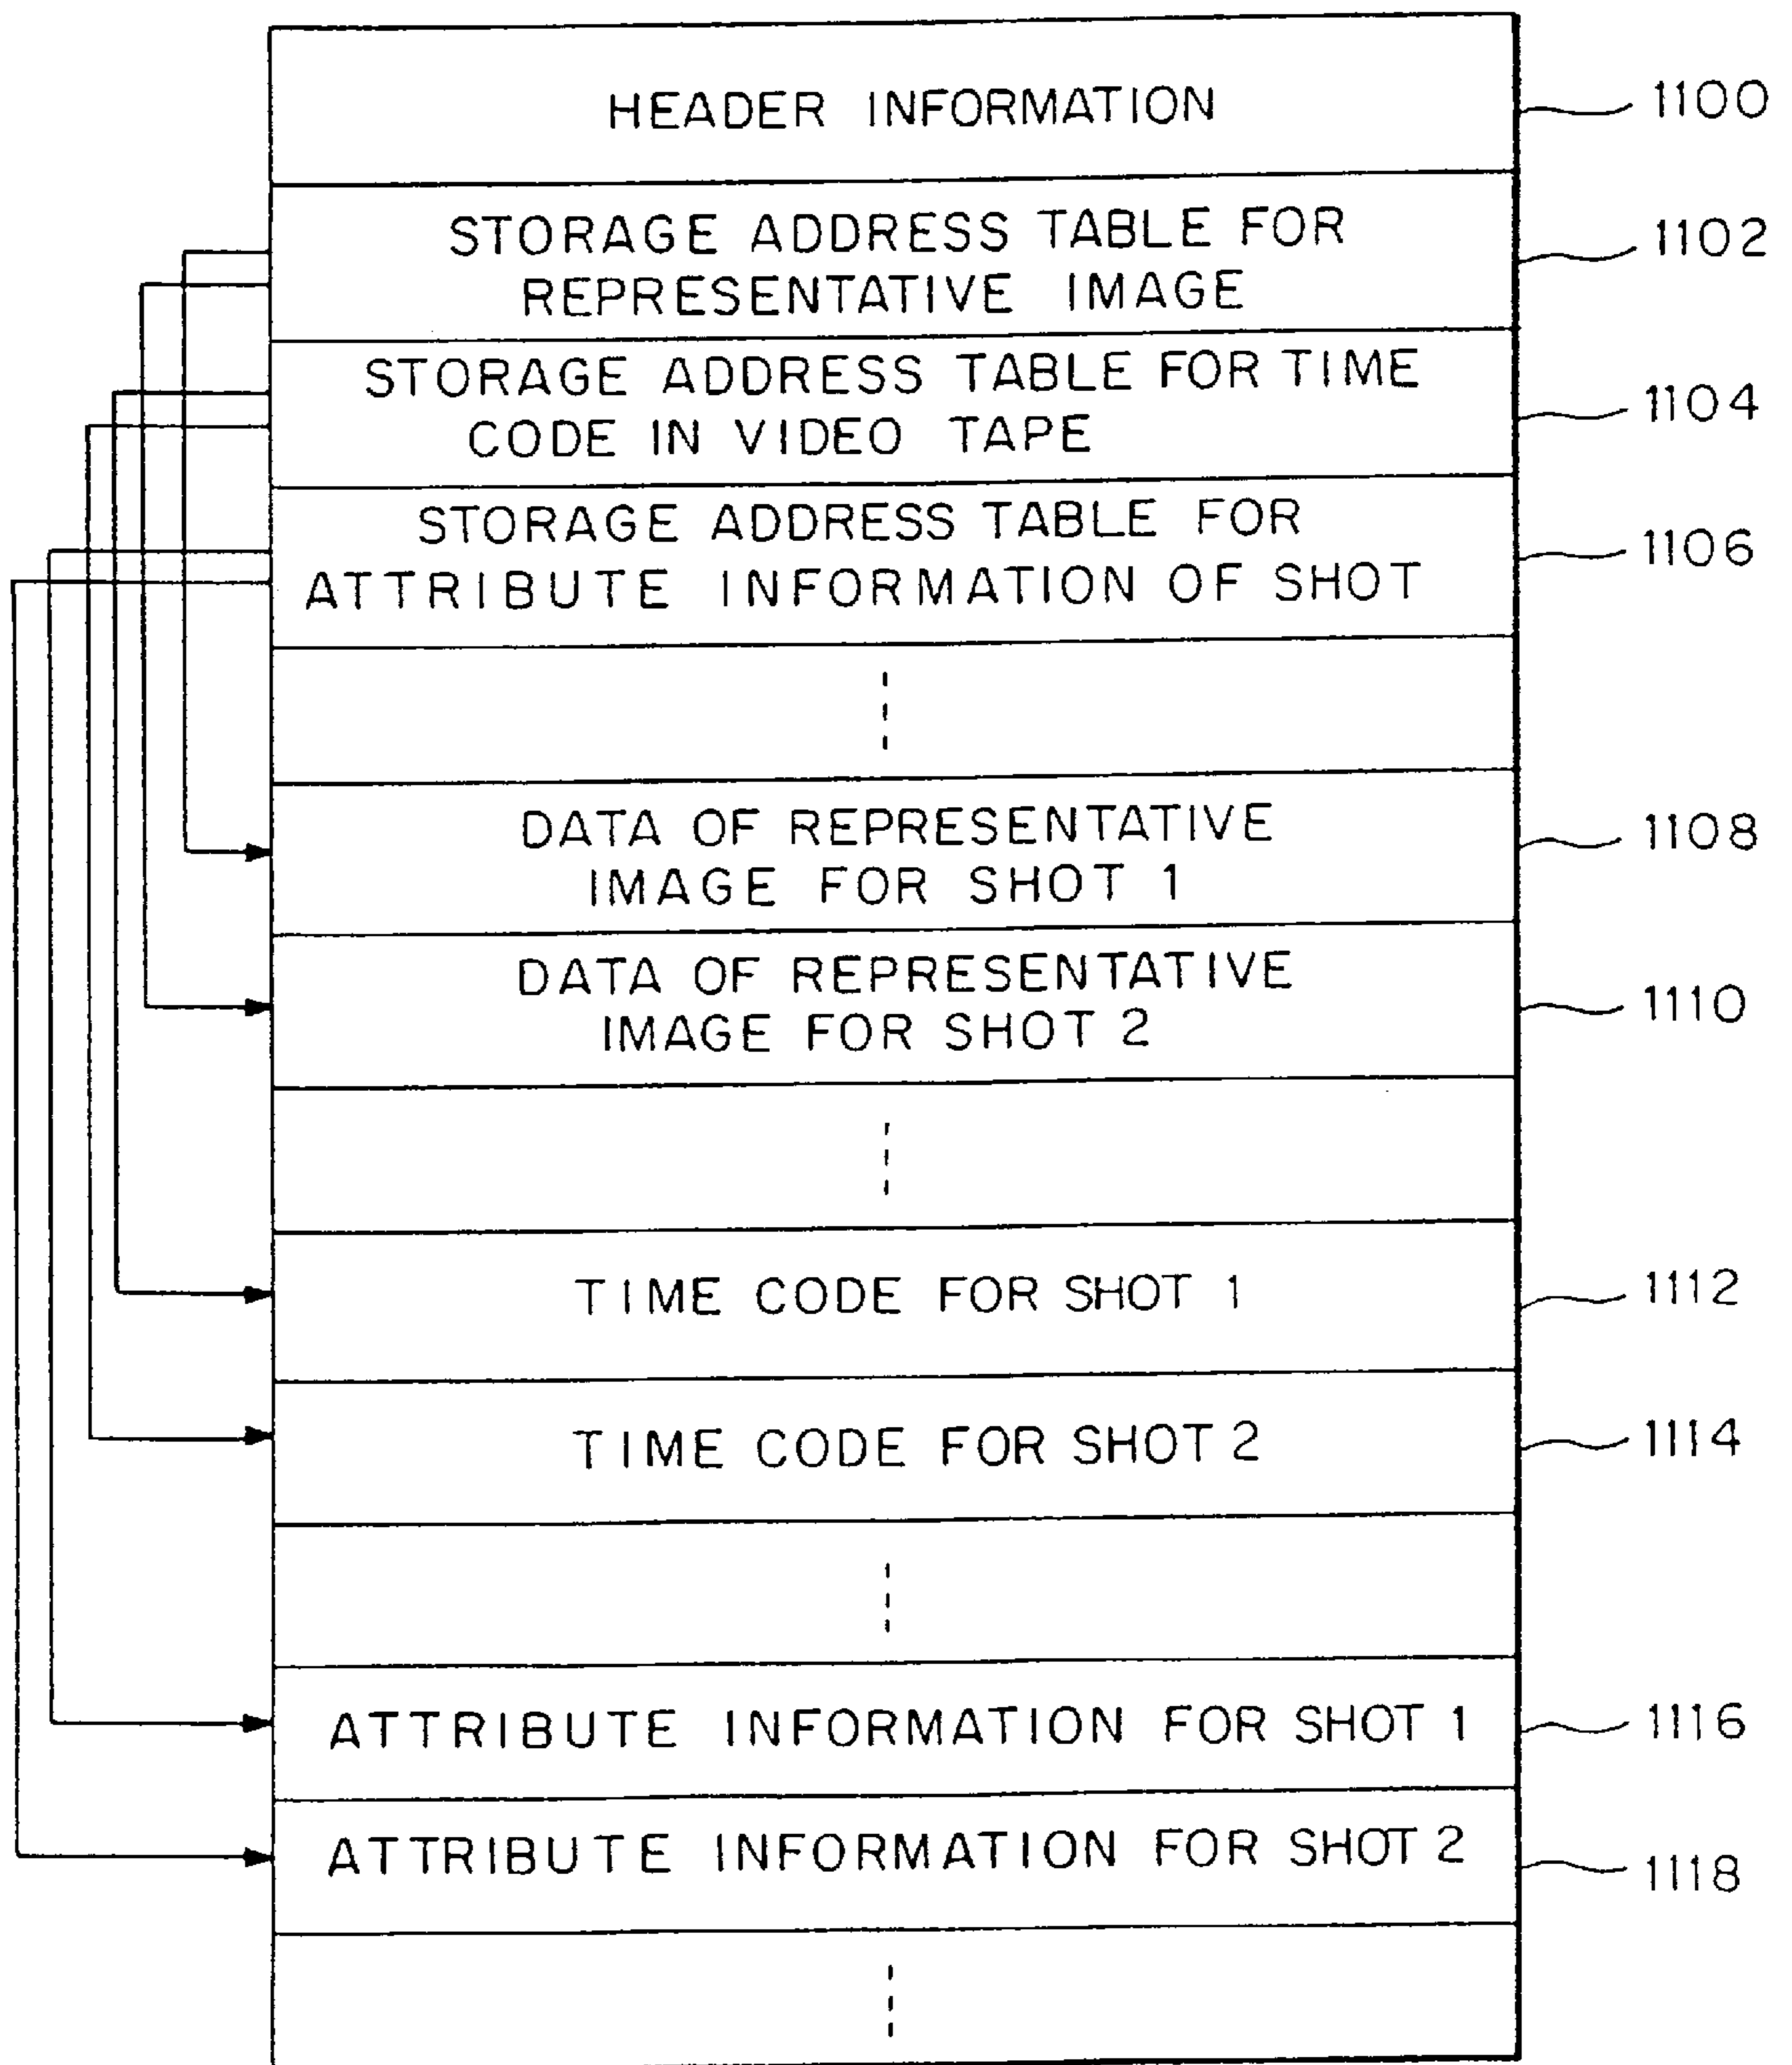 HEADER INFORMATION
1100
STORAGE ADDRESS TABLE FOR
REPRESENTATIVE IMAGE
1102
STORAGE ADDRESS TABLE FOR TIME
CODE IN VIDEO TAPE
1104
STORAGE ADDRESS TABLE FOR
ATTRIBUTE INFORMATION OF SHOT
1106
DATA OF REPRESENTATIVE
IMAGE FOR SHOT 1
1108
DATA OF REPRESENTATIVE
IMAGE FOR SHOT 2
1110
TIME CODE FOR SHOT 1
1112
TIME CODE FOR SHOT 2
1114
ATTRIBUTE INFORMATION FOR SHOT 1
1116
ATTRIBUTE INFORMATION FOR SHOT 2
1118